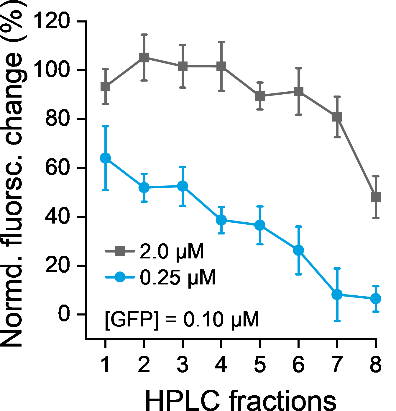 Normd. fluorsc. change (%)
120
100
80
60
40
20
0
2.0 μM
0.25 μM
[GFP] = 0.10 μM
1 2 3 4 5 6 7 8
HPLC fractions